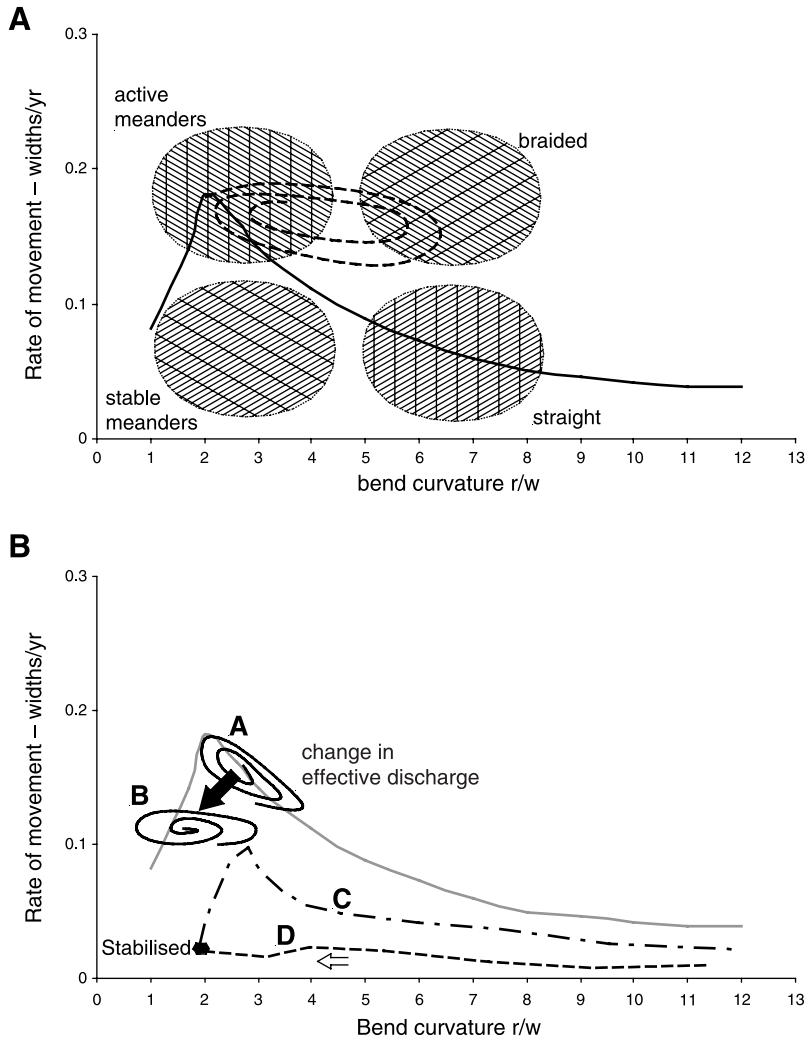 A
0.3
active
meanders
braided
0.2
Rate of movement – widths/yr
0.1
stable
meanders
straight
0
0 1 2 3 4 5 6 7 8 9 10 11 12 13
bend curvature r/w
B
0.3
0.2
A
change in
effective discharge
B
Rate of movement – widths/yr
0.1
C
D
Stabilised
0
0 1 2 3 4 5 6 7 8 9 10 11 12 13
Bend curvature r/w